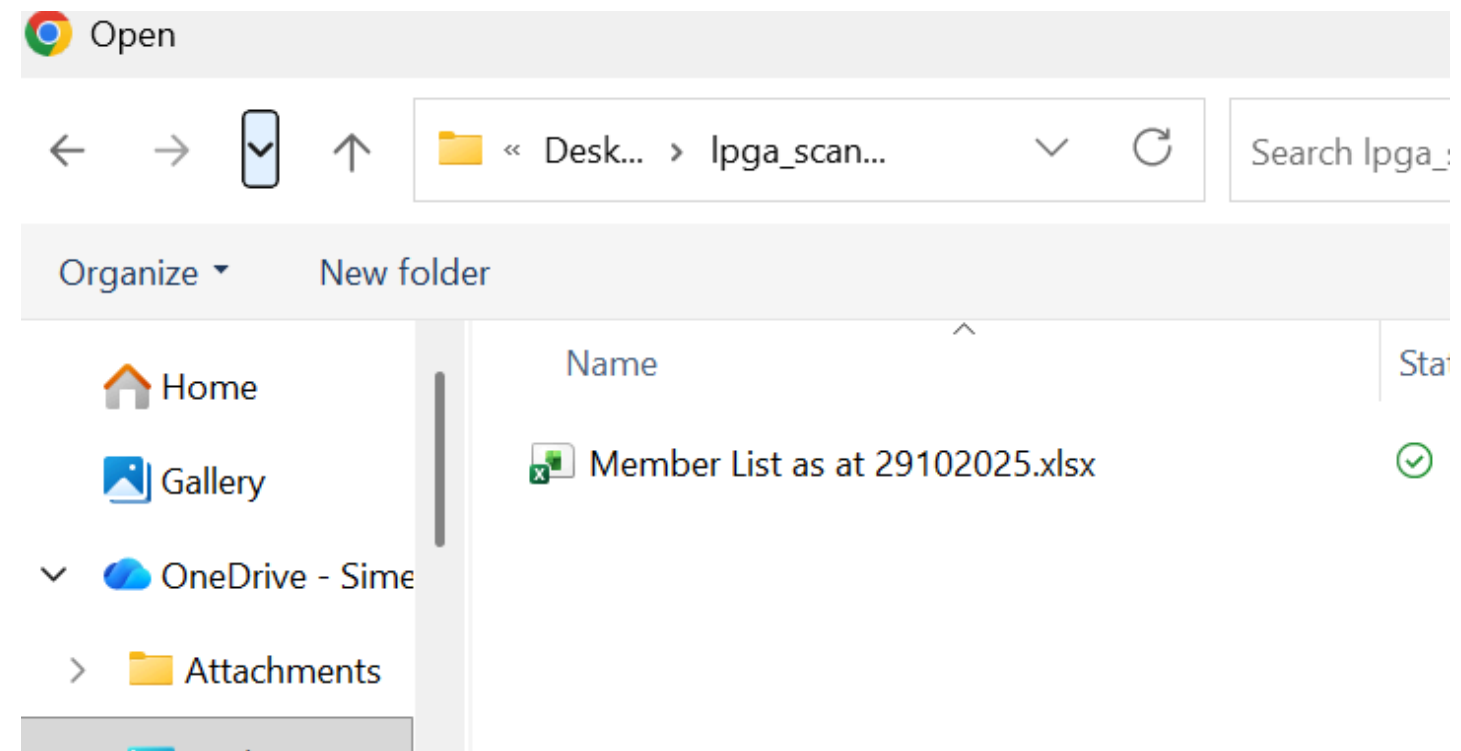 Open
« Desk... > lpga_scan...
Search lpga_
Organize
New folder
Name
Home
Gallery
Member List as at 29102025.xlsx
OneDrive - Sime
Attachments